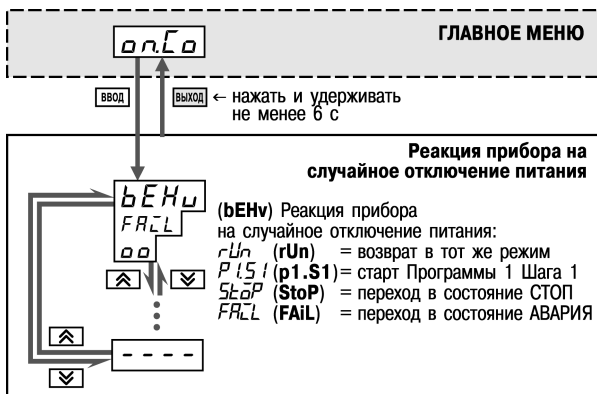 on.Co
ГЛАВНОЕ МЕНЮ
ВВОД
ВЫХОД ← нажать и удерживать
не менее 6 с
Реакция прибора на
случайное отключение питания
bEHv
FAiL
oo
(bEHv) Реакция прибора
на случайное отключение питания:
rUn (rUn) = возврат в тот же режим
P1.S1 (p1.S1) = старт Программы 1 Шага 1
StoP (StoP) = переход в состояние СТОП
FAiL (FAiL) = переход в состояние АВАРИЯ
- - - -